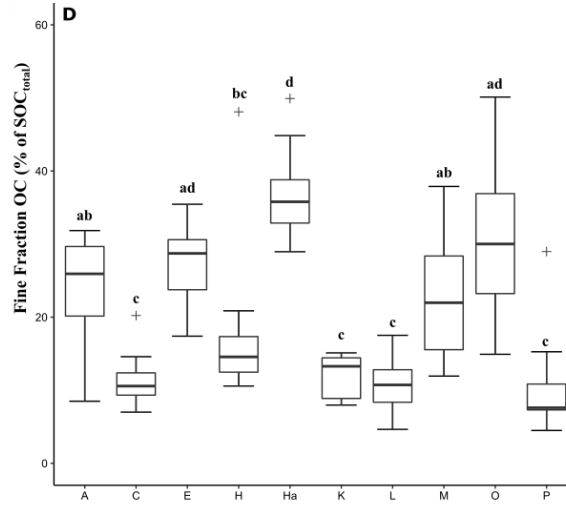 D
Fine Fraction OC (% of SOCtotal)
60
40
20
0
ab
c
ad
bc
d
c
c
ab
ad
c
A C E H Ha K L M O P